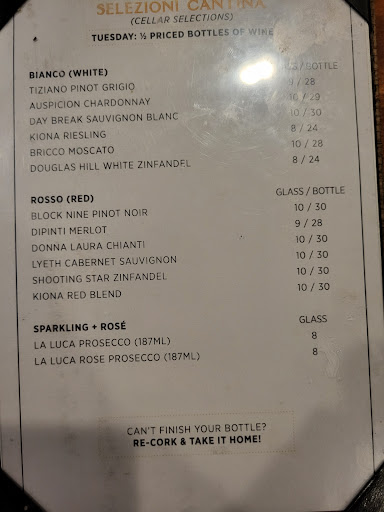 SELEZIONI CANTINA
(CELLAR SELECTIONS)
TUESDAY: ½ PRICED BOTTLES OF WINE
BIANCO (WHITE) / BOTTLE
TIZIANO PINOT GRIGIO 9 / 28
AUSPICION CHARDONNAY 10 / 29
DAY BREAK SAUVIGNON BLANC 10 / 30
KIONA RIESLING 8 / 24
BRICCO MOSCATO 10 / 28
DOUGLAS HILL WHITE ZINFANDEL 8 / 24
ROSSO (RED) GLASS / BOTTLE
BLOCK NINE PINOT NOIR 10 / 30
DIPINTI MERLOT 9 / 28
DONNA LAURA CHIANTI 10 / 30
LYETH CABERNET SAUVIGNON 10 / 30
SHOOTING STAR ZINFANDEL 10 / 30
KIONA RED BLEND 10 / 30
SPARKLING + ROSÉ GLASS
LA LUCA PROSECCO (187ML) 8
LA LUCA ROSE PROSECCO (187ML) 8
CAN'T FINISH YOUR BOTTLE?
RE-CORK & TAKE IT HOME!